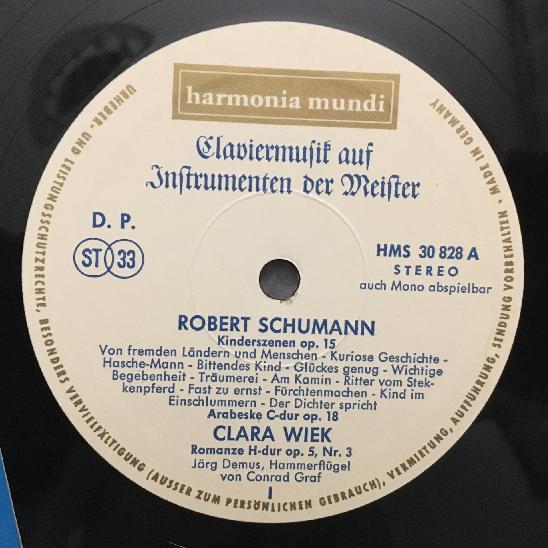 harmonia mundi
Claviermusik auf
Instrumenten der Meister
D. P.
ST 33
HMS 30 828 A
STEREO
auch Mono abspielbar
ROBERT SCHUMANN
Kinderszenen op. 15
Von fremden Ländern und Menschen - Kuriose Geschichte -
Hasche-Mann - Bittendes Kind - Glückes genug - Wichtige
Begebenheit - Träumerei - Am Kamin - Ritter vom Stek-
kenpferd - Fast zu ernst - Fürchtenmachen - Kind im
Einschlummern - Der Dichter spricht
Arabeske C-dur op. 18
CLARA WIEK
Romanze H-dur op. 5, Nr. 3
Jörg Demus, Hammerflügel
von Conrad Graf
I
URHEBER- UND LEISTUNGSSCHUTZRECHTE, BESONDERS VERVIELFÄLTIGUNG (AUSSER ZUM PERSÖNLICHEN GEBRAUCH), VERMIETUNG, AUFFÜHRUNG, SENDUNG VORBEHALTEN • MADE IN GERMANY